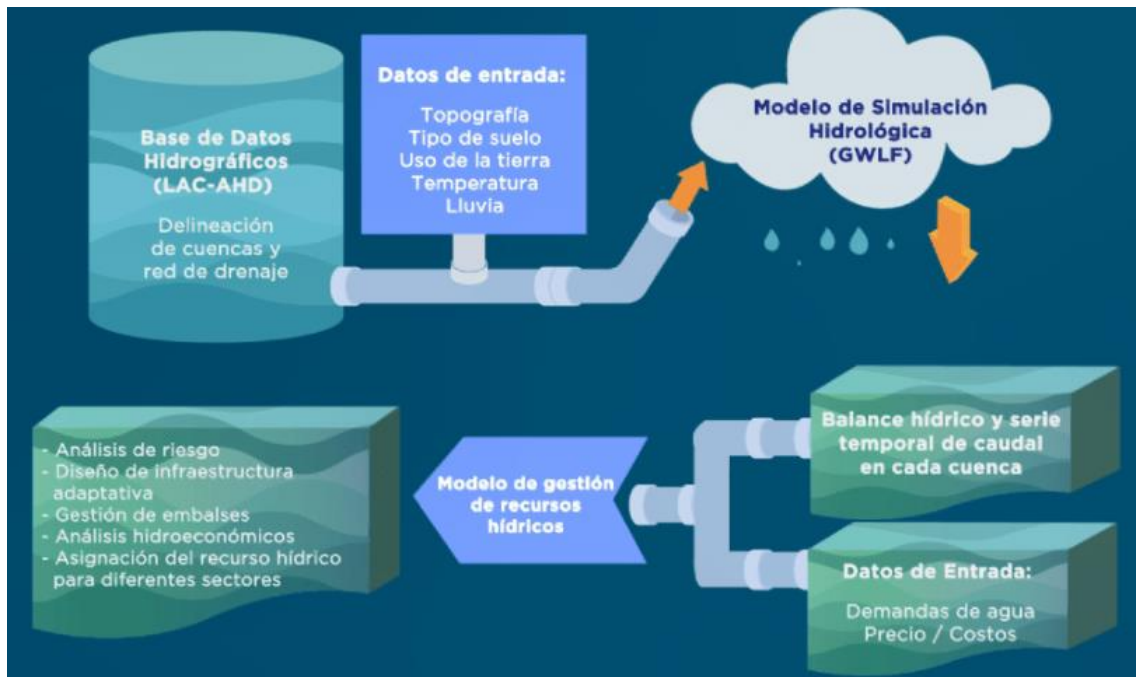 Base de Datos
Hidrográficos
(LAC-AHD)
Delineación
de cuencas y
red de drenaje
Datos de entrada:
Topografía
Tipo de suelo
Uso de la tierra
Temperatura
Lluvia
Modelo de Simulación
Hidrológica
(GWLF)
Balance hídrico y serie
temporal de caudal
en cada cuenca
Datos de Entrada:
Demandas de agua
Precio / Costos
Modelo de gestión
de recursos
hídricos
- Análisis de riesgo
- Diseño de infraestructura
adaptativa
- Gestión de embalses
- Análisis hidroeconómicos
- Asignación del recurso hídrico
para diferentes sectores